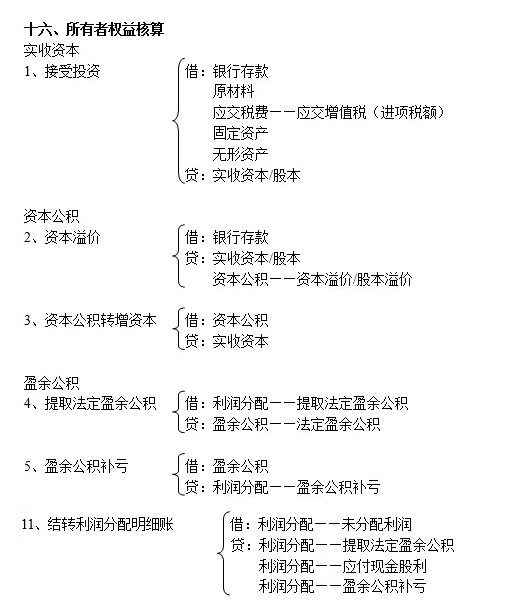 十六、所有者权益核算
实收资本
1、接受投资 借：银行存款
原材料
应交税费——应交增值税（进项税额）
固定资产
无形资产
贷：实收资本/股本
资本公积
2、资本溢价 借：银行存款
贷：实收资本/股本
资本公积——资本溢价/股本溢价
3、资本公积转增资本 借：资本公积
贷：实收资本
盈余公积
4、提取法定盈余公积 借：利润分配——提取法定盈余公积
贷：盈余公积——法定盈余公积
5、盈余公积补亏 借：盈余公积
贷：利润分配——盈余公积补亏
11、结转利润分配明细账 借：利润分配——未分配利润
贷：利润分配——提取法定盈余公积
利润分配——应付现金股利
利润分配——盈余公积补亏